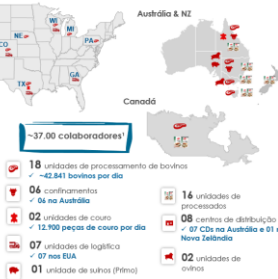 WI
MI
NE
CO
PA
TX
GA
Austrália & NZ
Canadá
~37.00 colaboradores¹
18 unidades de processamento de bovinos
✓ ~42.841 bovinos por dia
06 confinamentos
✓ 06 na Austrália
02 unidades de couro
✓ 12.900 peças de couro por dia
07 unidades de logística
✓ 07 nos EUA
01 unidade de suínos (Primo)
16 unidades de
processados
08 centros de distribuição
✓ 07 CDs na Austrália e 01 n
Nova Zelândia
02 unidades de
ovinos